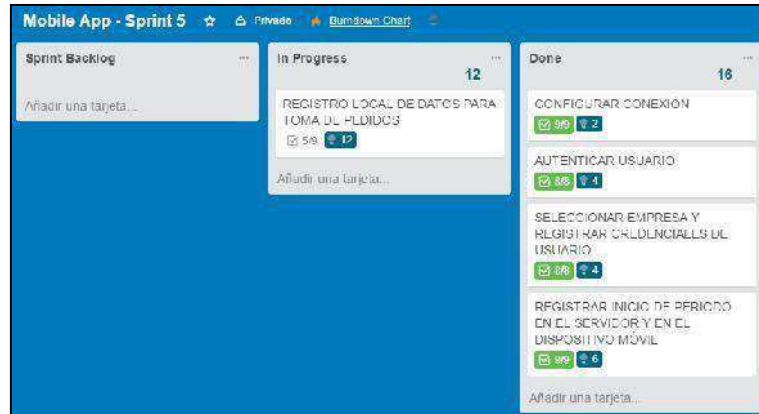 Mobile App - Sprint 5 Privado Burndown Chart
Sprint Backlog
Añadir una tarjeta...
In Progress
12
REGISTRO LOCAL DE DATOS PARA
TOMA DE PEDIDOS
5/9 12
Añadir una tarjeta...
Done
16
CONFIGURAR CONEXIÓN
9/9 2
AUTENTICAR USUARIO
8/8 4
SELECCIONAR EMPRESA Y
REGISTRAR CREDENCIALES DE
USUARIO
8/8 4
REGISTRAR INICIO DE PERIODO
EN EL SERVIDOR Y EN EL
DISPOSITIVO MÓVIL
9/9 6
Añadir una tarjeta...